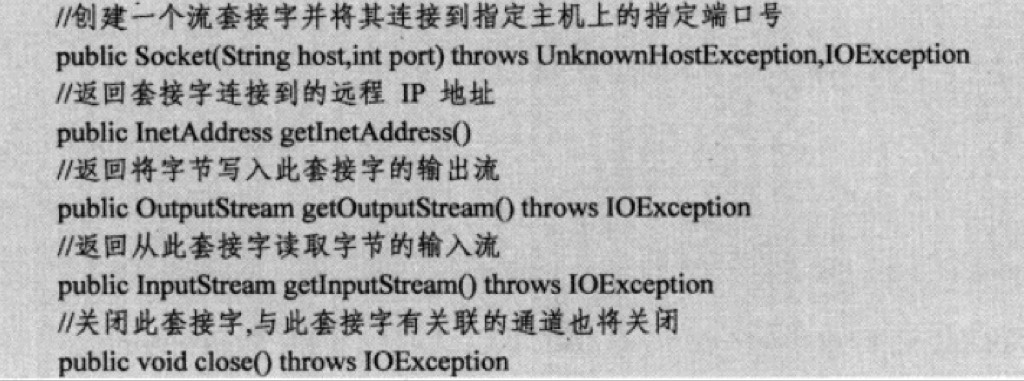 //创建一个流套接字并将其连接到指定主机上的指定端口号
public Socket(String host,int port) throws UnknownHostException,IOException
//返回套接字连接到的远程 IP 地址
public InetAddress getInetAddress()
//返回将字节写入此套接字的输出流
public OutputStream getOutputStream() throws IOException
//返回从此套接字读取字节的输入流
public InputStream getInputStream() throws IOException
//关闭此套接字,与此套接字有关联的通道也将关闭
public void close() throws IOException